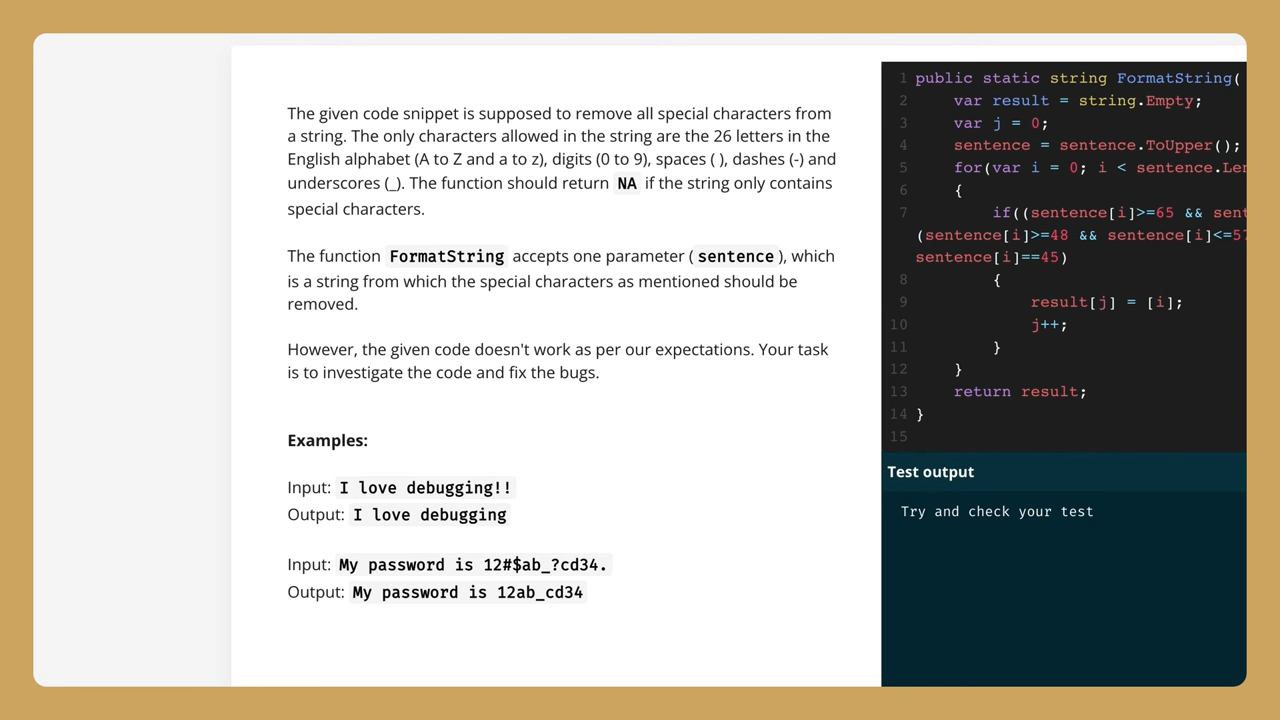 The given code snippet is supposed to remove all special characters from
a string. The only characters allowed in the string are the 26 letters in the
English alphabet (A to Z and a to z), digits (0 to 9), spaces ( ), dashes (-) and
underscores (_). The function should return NA if the string only contains
special characters.
The function FormatString accepts one parameter ( sentence ), which
is a string from which the special characters as mentioned should be
removed.
However, the given code doesn't work as per our expectations. Your task
is to investigate the code and fix the bugs.
Examples:
Input: I love debugging!!
Output: I love debugging
Input: My password is 12#$ab_?cd34.
Output: My password is 12ab_cd34
1 public static string FormatString(
2 var result = string.Empty;
3 var j = 0;
4 sentence = sentence.ToUpper();
5 for(var i = 0; i < sentence.Len
6 {
7 if((sentence[i]>=65 && sent
(sentence[i]>=48 && sentence[i]<=57
sentence[i]==45)
8 {
9 result[j] = [i];
10 j++;
11 }
12 }
13 return result;
14 }
15
Test output
Try and check your test